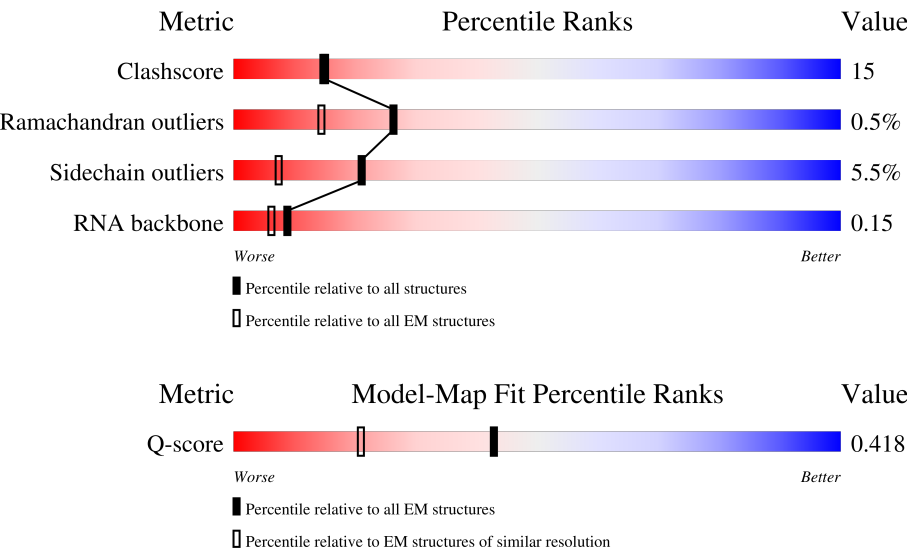 Metric Percentile Ranks Value
Clashscore 15
Ramachandran outliers 0.5%
Sidechain outliers 5.5%
RNA backbone 0.15
Worse Better
Percentile relative to all structures
Percentile relative to all EM structures
Metric Model-Map Fit Percentile Ranks Value
Q-score 0.418
Worse Better
Percentile relative to all EM structures
Percentile relative to EM structures of similar resolution